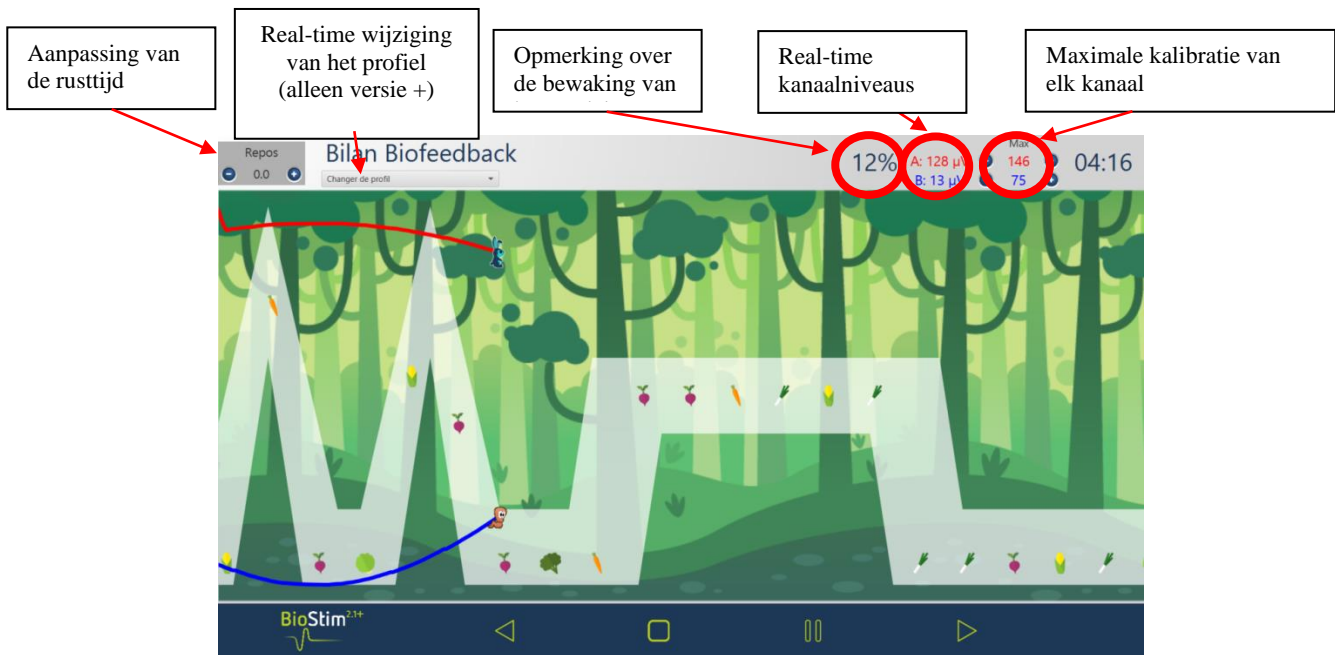 Aanpassing van
de rusttijd
Real-time wijziging
van het profiel
(alleen versie +)
Opmerking over
de bewaking van
Real-time
kanaalniveaus
Maximale kalibratie van
elk kanaal
Repos
0.0
Bilan Biofeedback
Changer de profil
12%
A: 128 µV
B: 13 µV
Max
146
75
04:16
BioStim2.1+